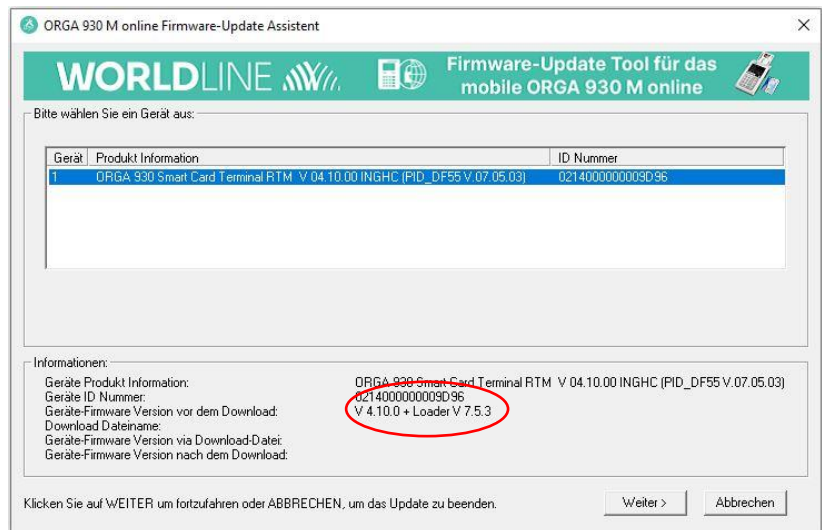 ORGA 930 M online Firmware-Update Assistent
WORLDLINE
Firmware-Update Tool für das
mobile ORGA 930 M online
Bitte wählen Sie ein Gerät aus:
Gerät Produkt Information ID Nummer
1 ORGA 930 Smart Card Terminal RTM V 04.10.00 INGHC (PID_DF55 V.07.05.03) 0214000000009D96
Informationen:
Geräte Produkt Information: ORGA 930 Smart Card Terminal RTM V 04.10.00 INGHC (PID_DF55 V.07.05.03)
Geräte ID Nummer: 0214000000009D96
Geräte-Firmware Version vor dem Download: V 4.10.0 + Loader V 7.5.3
Download Dateiname:
Geräte-Firmware Version via Download-Datei:
Geräte-Firmware Version nach dem Download:
Klicken Sie auf WEITER um fortzufahren oder ABBRECHEN, um das Update zu beenden. Weiter > Abbrechen